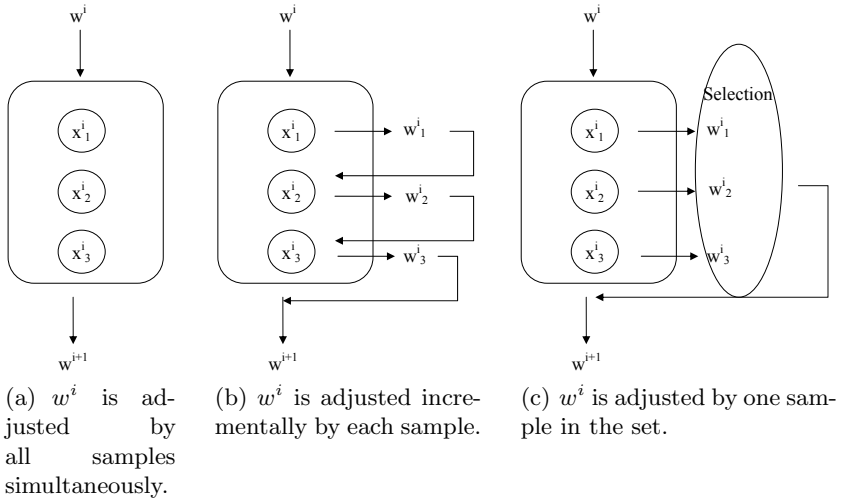 w^i
x^i_1
x^i_2
x^i_3
w^{i+1}
(a) w^i is ad-
justed by
all samples
simultaneously.
w^i
x^i_1 w^i_1
x^i_2 w^i_2
x^i_3 w^i_3
w^{i+1}
(b) w^i is adjusted incre-
mentally by each sample.
w^i
Selection
x^i_1 w^i_1
x^i_2 w^i_2
x^i_3 w^i_3
w^{i+1}
(c) w^i is adjusted by one sam-
ple in the set.